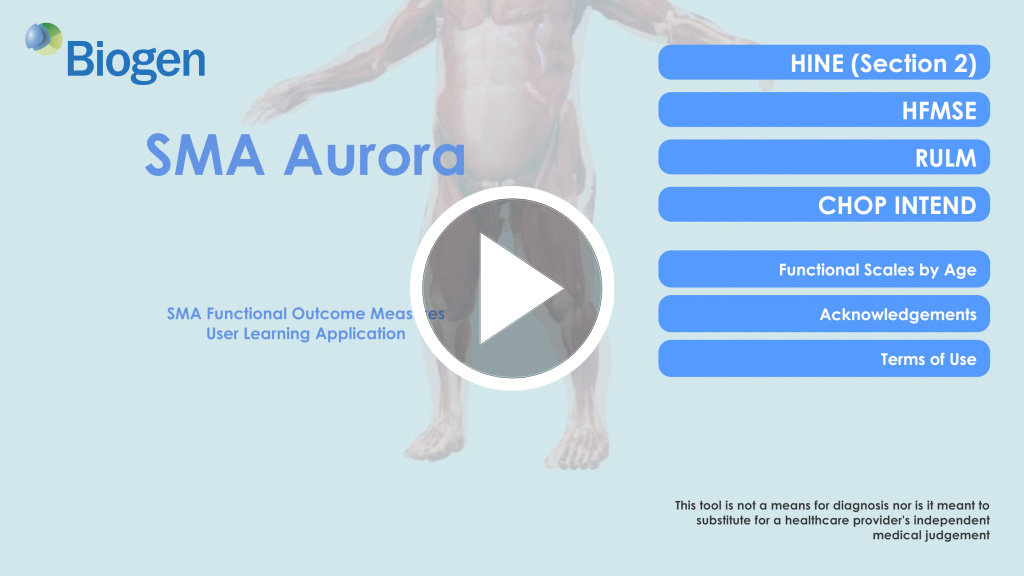 Biogen
SMA Aurora
SMA Functional Outcome Measures
User Learning Application
HINE (Section 2)
HFMSE
RULM
CHOP INTEND
Functional Scales by Age
Acknowledgements
Terms of Use
This tool is not a means for diagnosis nor is it meant to
substitute for a healthcare provider's independent
medical judgement